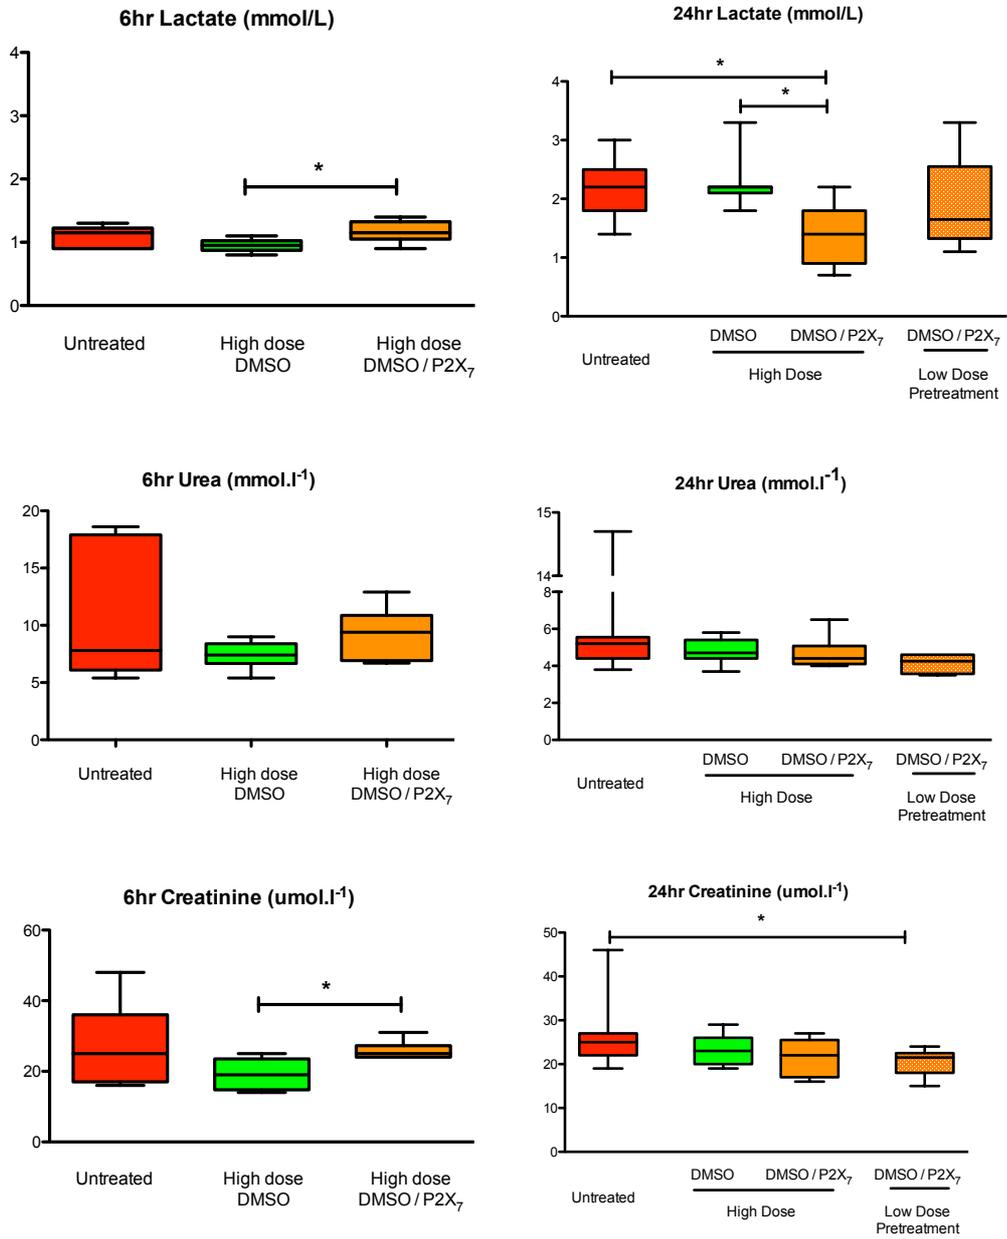 6hr Lactate (mmol/L)
4
3
2
1
0
*
Untreated
High dose
DMSO
High dose
DMSO / P2X7
24hr Lactate (mmol/L)
4
3
2
1
0
*
*
Untreated
DMSO
DMSO / P2X7
High Dose
DMSO / P2X7
Low Dose
Pretreatment
6hr Urea (mmol.l-1)
20
15
10
5
0
Untreated
High dose
DMSO
High dose
DMSO / P2X7
24hr Urea (mmol.l-1)
15
14
8
6
4
2
0
Untreated
DMSO
DMSO / P2X7
High Dose
DMSO / P2X7
Low Dose
Pretreatment
6hr Creatinine (umol.l-1)
60
40
20
0
*
Untreated
High dose
DMSO
High dose
DMSO / P2X7
24hr Creatinine (umol.l-1)
50
40
30
20
10
0
*
Untreated
DMSO
DMSO / P2X7
High Dose
DMSO / P2X7
Low Dose
Pretreatment